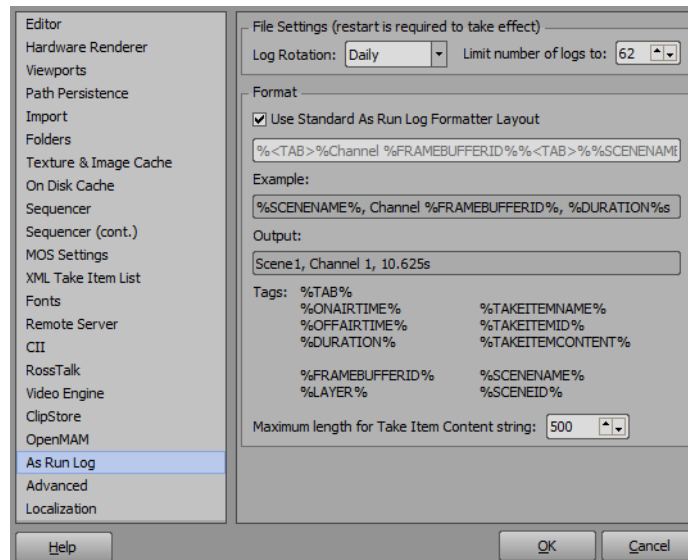 Editor
Hardware Renderer
Viewports
Path Persistence
Import
Folders
Texture & Image Cache
On Disk Cache
Sequencer
Sequencer (cont.)
MOS Settings
XML Take Item List
Fonts
Remote Server
CII
RossTalk
Video Engine
ClipStore
OpenMAM
As Run Log
Advanced
Localization
File Settings (restart is required to take effect)
Log Rotation: Daily Limit number of logs to: 62
Format
Use Standard As Run Log Formatter Layout
%<TAB>%Channel %FRAMEBUFFERID%%<TAB>%%SCENENAME
Example:
%SCENENAME%, Channel %FRAMEBUFFERID%, %DURATION%s
Output:
Scene1, Channel 1, 10.625s
Tags: %TAB%
%ONAIRTIME% %TAKEITEMNAME%
%OFFAIRTIME% %TAKEITEMID%
%DURATION% %TAKEITEMCONTENT%
%FRAMEBUFFERID% %SCENENAME%
%LAYER% %SCENEID%
Maximum length for Take Item Content string: 500
Help OK Cancel